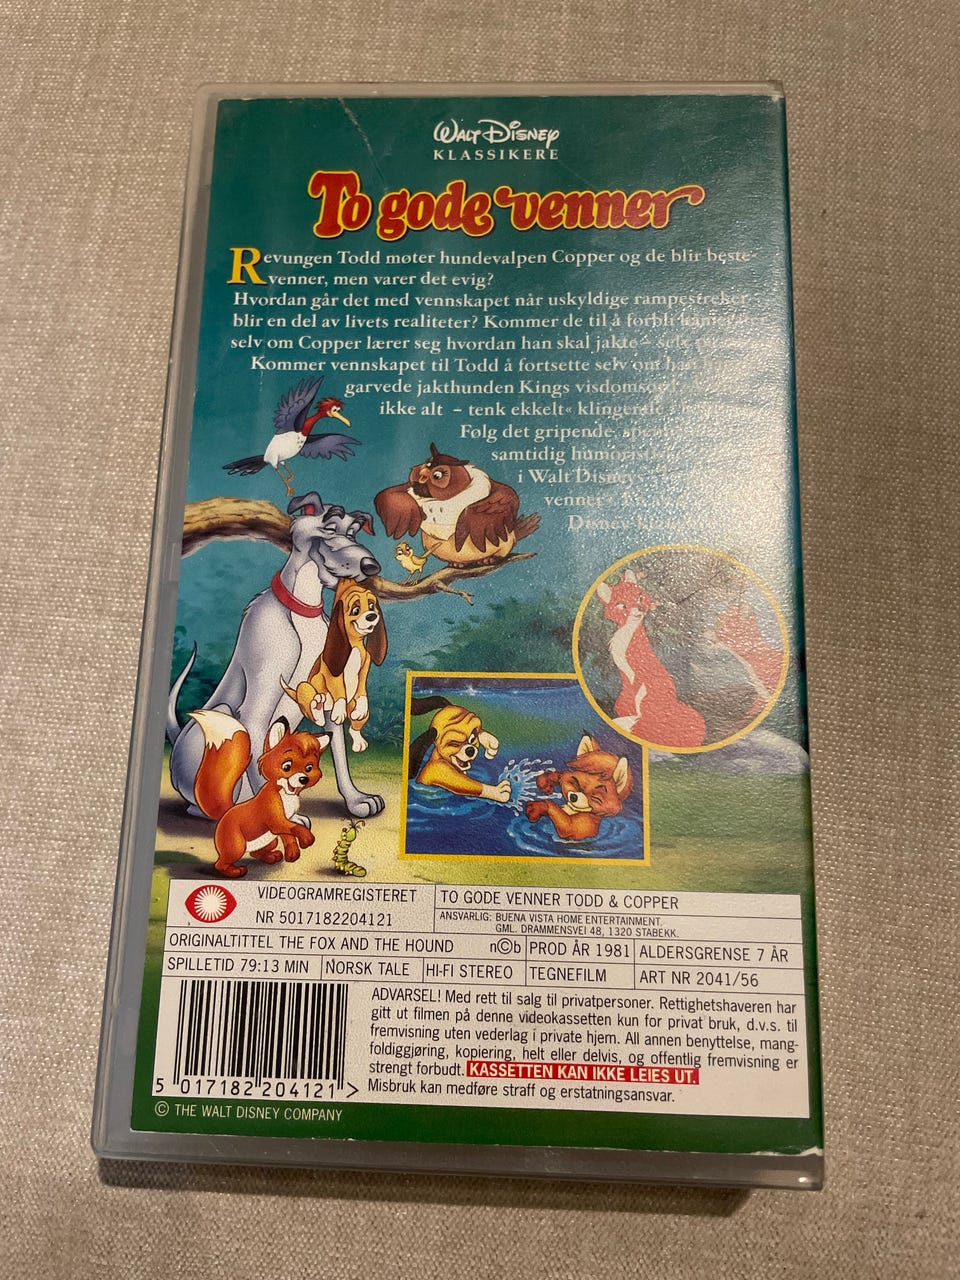 WALT DISNEY
KLASSIKERE
To gode venner
Revungen Todd møter hundevalpen Copper og de blir beste-
venner, men varer det evig?
Hvordan går det med vennskapet når uskyldige rampestreker
blir en del av livets realiteter? Kommer de til å forbli
selv om Copper lærer seg hvordan han skal jakte –
Kommer vennskapet til Todd å fortsette selv om
garvede jakthunden Kings
ikke alt – tenk ekkelt« klingende
Følg det gripende,
samtidig
i Walt Disneys
venner«
Disney
VIDEOGRAMREGISTERET
NR 5017182204121
TO GODE VENNER TODD & COPPER
ANSVARLIG: BUENA VISTA HOME ENTERTAINMENT.
GML. DRAMMENSVEI 48, 1320 STABEKK.
ORIGINALTITTEL THE FOX AND THE HOUND n©b PROD ÅR 1981 ALDERSGRENSE 7 ÅR
SPILLETID 79:13 MIN NORSK TALE HI-FI STEREO TEGNEFILM ART NR 2041/56
ADVARSEL! Med rett til salg til privatpersoner. Rettighetshaveren har
gitt ut filmen på denne videokassetten kun for privat bruk, d.v.s. til
fremvisning uten vederlag i private hjem. All annen benyttelse, mang-
foldiggjøring, kopiering, helt eller delvis, og offentlig fremvisning er
strengt forbudt. KASSETTEN KAN IKKE LEIES UT.
Misbruk kan medføre straff og erstatningsansvar.
5 017182 204121 >
© THE WALT DISNEY COMPANY